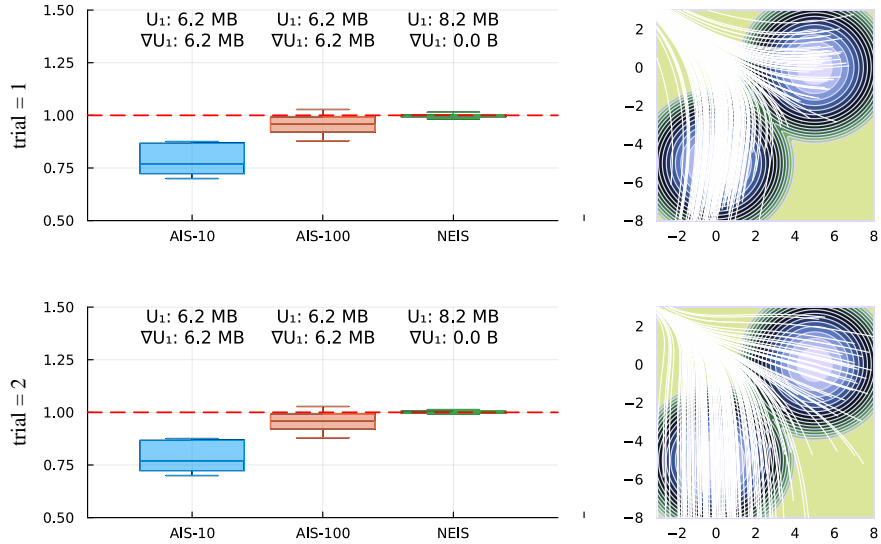 trial = 1
1.50
1.25
1.00
0.75
0.50
U₁: 6.2 MB U₁: 6.2 MB U₁: 8.2 MB
∇U₁: 6.2 MB ∇U₁: 6.2 MB ∇U₁: 0.0 B
AIS-10 AIS-100 NEIS
2
0
−2
−4
−6
−8
−2 0 2 4 6 8
trial = 2
1.50
1.25
1.00
0.75
0.50
U₁: 6.2 MB U₁: 6.2 MB U₁: 8.2 MB
∇U₁: 6.2 MB ∇U₁: 6.2 MB ∇U₁: 0.0 B
AIS-10 AIS-100 NEIS
2
0
−2
−4
−6
−8
−2 0 2 4 6 8